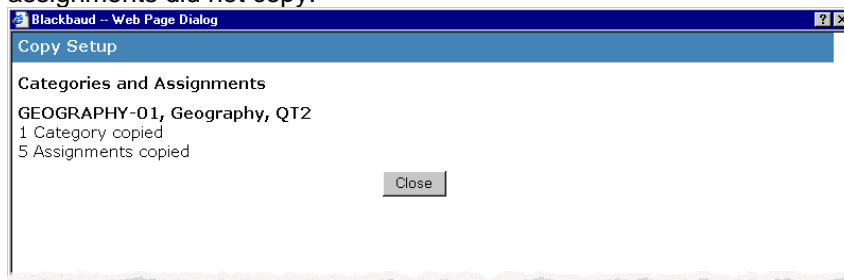 assignments did not copy.
Blackbaud -- Web Page Dialog
Copy Setup
Categories and Assignments
GEOGRAPHY-01, Geography, QT2
1 Category copied
5 Assignments copied
Close